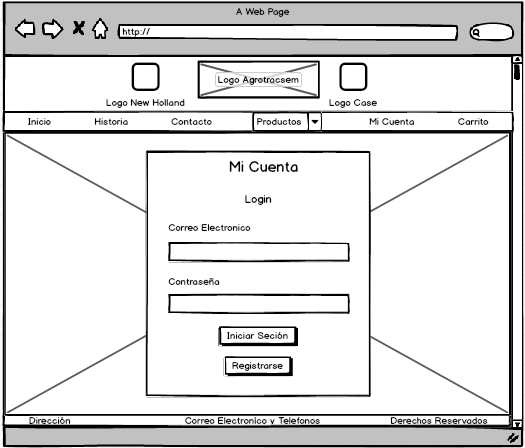 A Web Page
http://
Logo Agrotracsem
Logo New Holland
Logo Case
Inicio Historia Contacto Productos Mi Cuenta Carrito
Mi Cuenta
Login
Correo Electronico
Contraseña
Iniciar Seción
Registrarse
Dirección Correo Electroníco y Telefonos Derechos Reservados